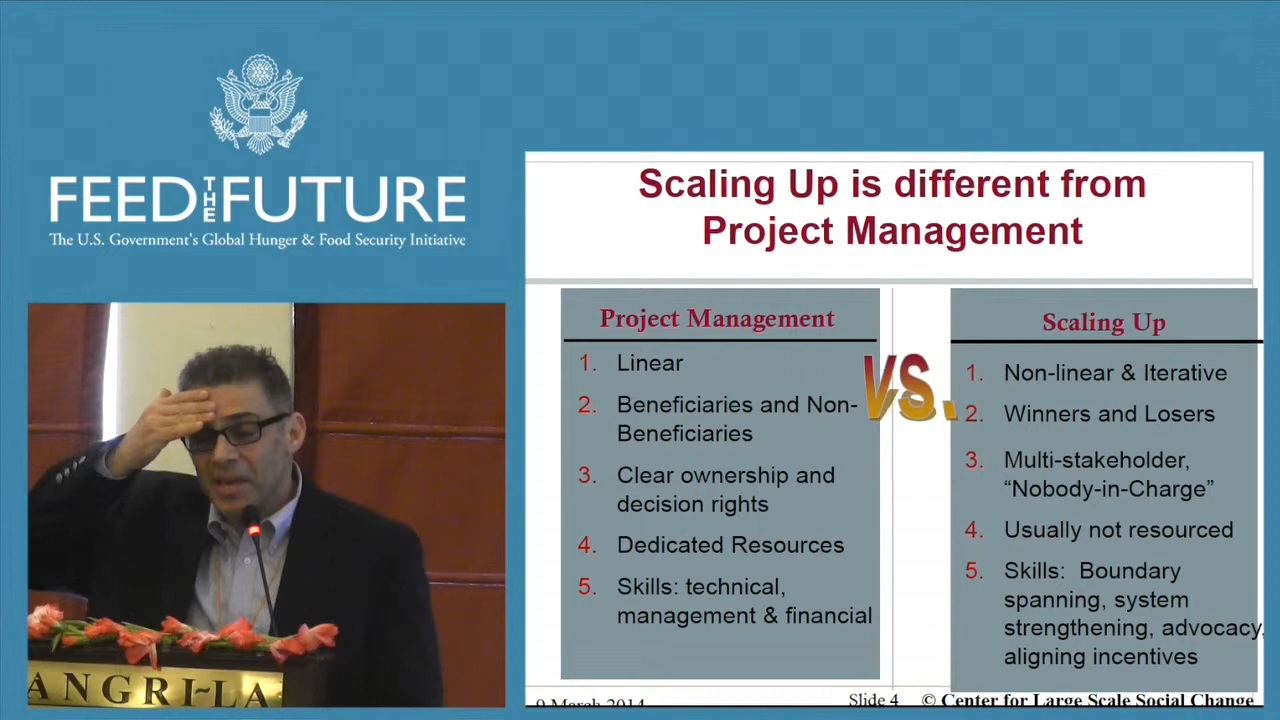 FEED THE FUTURE
The U.S. Government's Global Hunger & Food Security Initiative
ANGRI-LA
Scaling Up is different from
Project Management
Project Management
1. Linear
2. Beneficiaries and Non-
Beneficiaries
3. Clear ownership and
decision rights
4. Dedicated Resources
5. Skills: technical,
management & financial
VS.
Scaling Up
1. Non-linear & Iterative
2. Winners and Losers
3. Multi-stakeholder,
“Nobody-in-Charge”
4. Usually not resourced
5. Skills: Boundary
spanning, system
strengthening, advocacy,
aligning incentives
9 March 2014
Slide 4
© Center for Large Scale Social Change